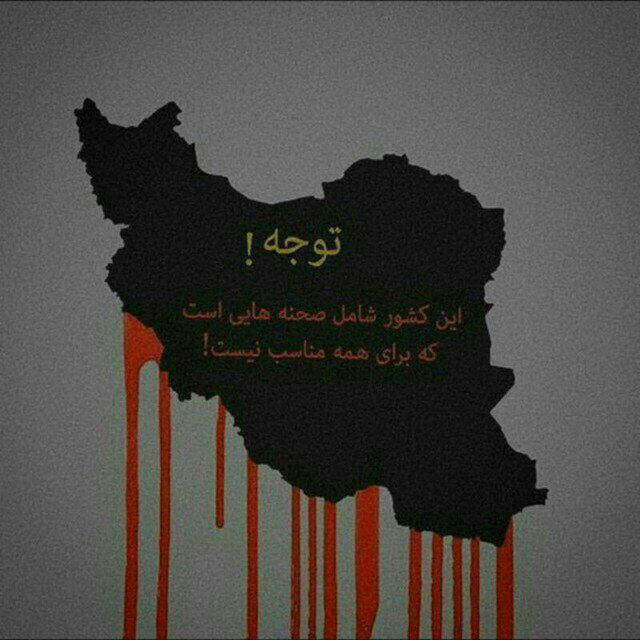 توجه !
این کشور شامل صحنه هایی است
که برای همه مناسب نیست!